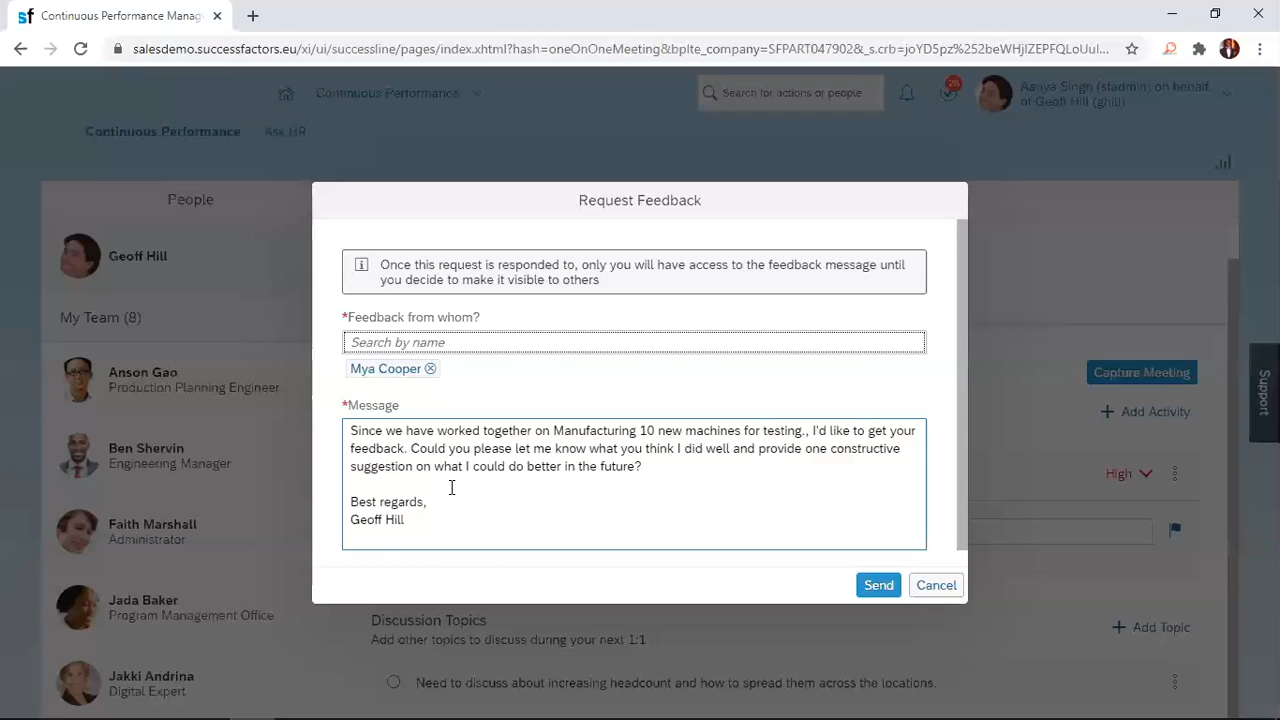 sf Continuous Performance Manag
salesdemo.successfactors.eu/xi/ui/successline/pages/index.xhtml?hash=oneOnOneMeeting&bplte_company=SFPART047902&_s.crb=joYD5pz%252beWHjIZEPFQLoUuI...
Continuous Performance
Search for actions or people
28
Aanya Singh (sfadmin) on behalf
of Geoff Hill (ghill)
Continuous Performance
Ask HR
People
Geoff Hill
My Team (8)
Anson Gao
Production Planning Engineer
Ben Shervin
Engineering Manager
Faith Marshall
Administrator
Jada Baker
Program Management Office
Jakki Andrina
Digital Expert
Request Feedback
Once this request is responded to, only you will have access to the feedback message until
you decide to make it visible to others
*Feedback from whom?
Search by name
Mya Cooper
*Message
Since we have worked together on Manufacturing 10 new machines for testing., I'd like to get your
feedback. Could you please let me know what you think I did well and provide one constructive
suggestion on what I could do better in the future?
Best regards,
Geoff Hill
Send
Cancel
Capture Meeting
Add Activity
High
Support
Discussion Topics
Add other topics to discuss during your next 1:1
Add Topic
Need to discuss about increasing headcount and how to spread them across the locations.